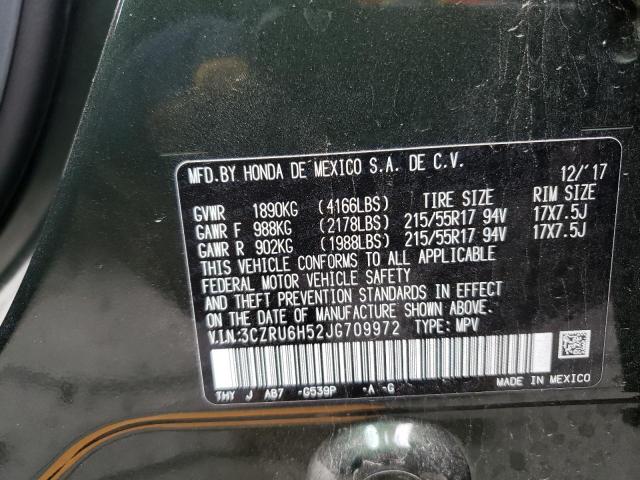 MFD.BY HONDA DE MEXICO S.A. DE C.V.
12/'17
GVWR 1890KG (4166LBS) TIRE SIZE RIM SIZE
GAWR F 988KG (2178LBS) 215/55R17 94V 17X7.5J
GAWR R 902KG (1988LBS) 215/55R17 94V 17X7.5J
THIS VEHICLE CONFORMS TO ALL APPLICABLE
FEDERAL MOTOR VEHICLE SAFETY
AND THEFT PREVENTION STANDARDS IN EFFECT
ON THE DATE OF MANUFACTURE SHOWN ABOVE.
V.I.N:3CZRU6H52JG709972 TYPE: MPV
THY J AB7 -G539P -A -G
MADE IN MEXICO